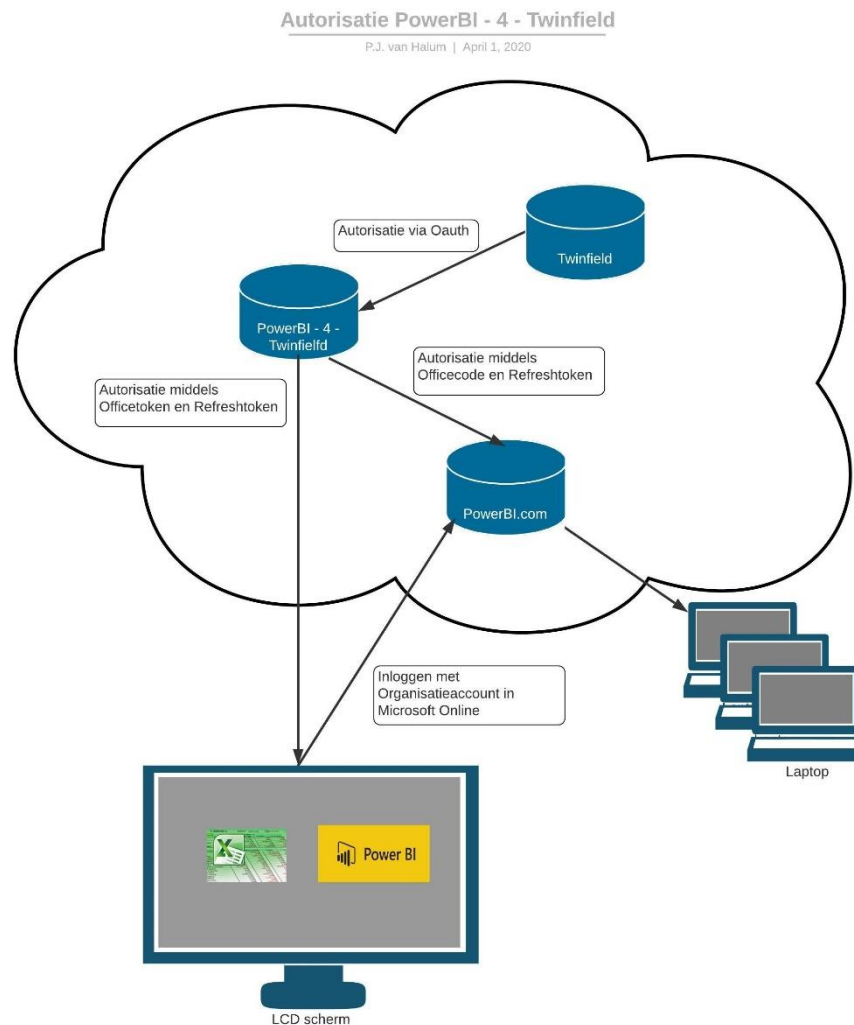 Autorisatie PowerBI - 4 - Twinfield
P.J. van Halum | April 1, 2020
Autorisatie via Oauth
Twinfield
PowerBI - 4 -
Twinfielfd
Autorisatie middels
Officetoken en Refreshtoken
Autorisatie middels
Officecode en Refreshtoken
PowerBI.com
Inloggen met
Organisatieaccount in
Microsoft Online
Laptop
X
Power BI
LCD scherm